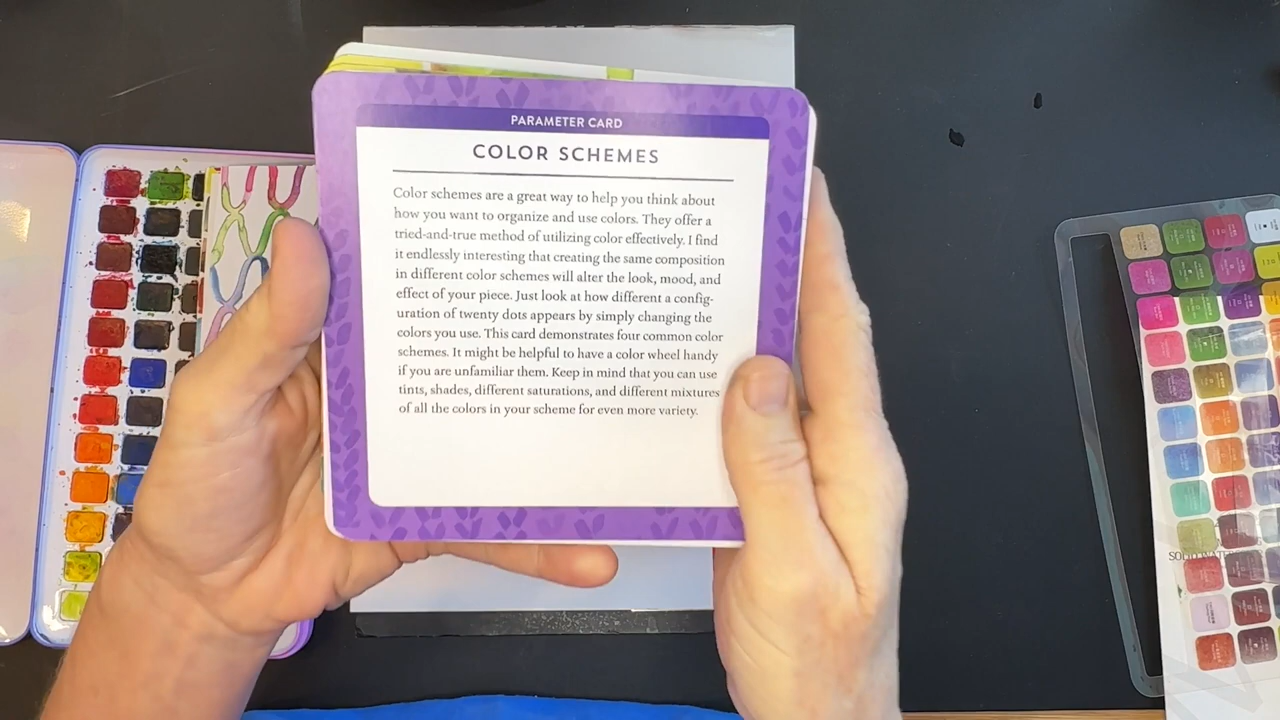 PARAMETER CARD
COLOR SCHEMES
Color schemes are a great way to help you think about
how you want to organize and use colors. They offer a
tried-and-true method of utilizing color effectively. I find
it endlessly interesting that creating the same composition
in different color schemes will alter the look, mood, and
effect of your piece. Just look at how different a config-
uration of twenty dots appears by simply changing the
colors you use. This card demonstrates four common color
schemes. It might be helpful to have a color wheel handy
if you are unfamiliar them. Keep in mind that you can use
tints, shades, different saturations, and different mixtures
of all the colors in your scheme for even more variety.